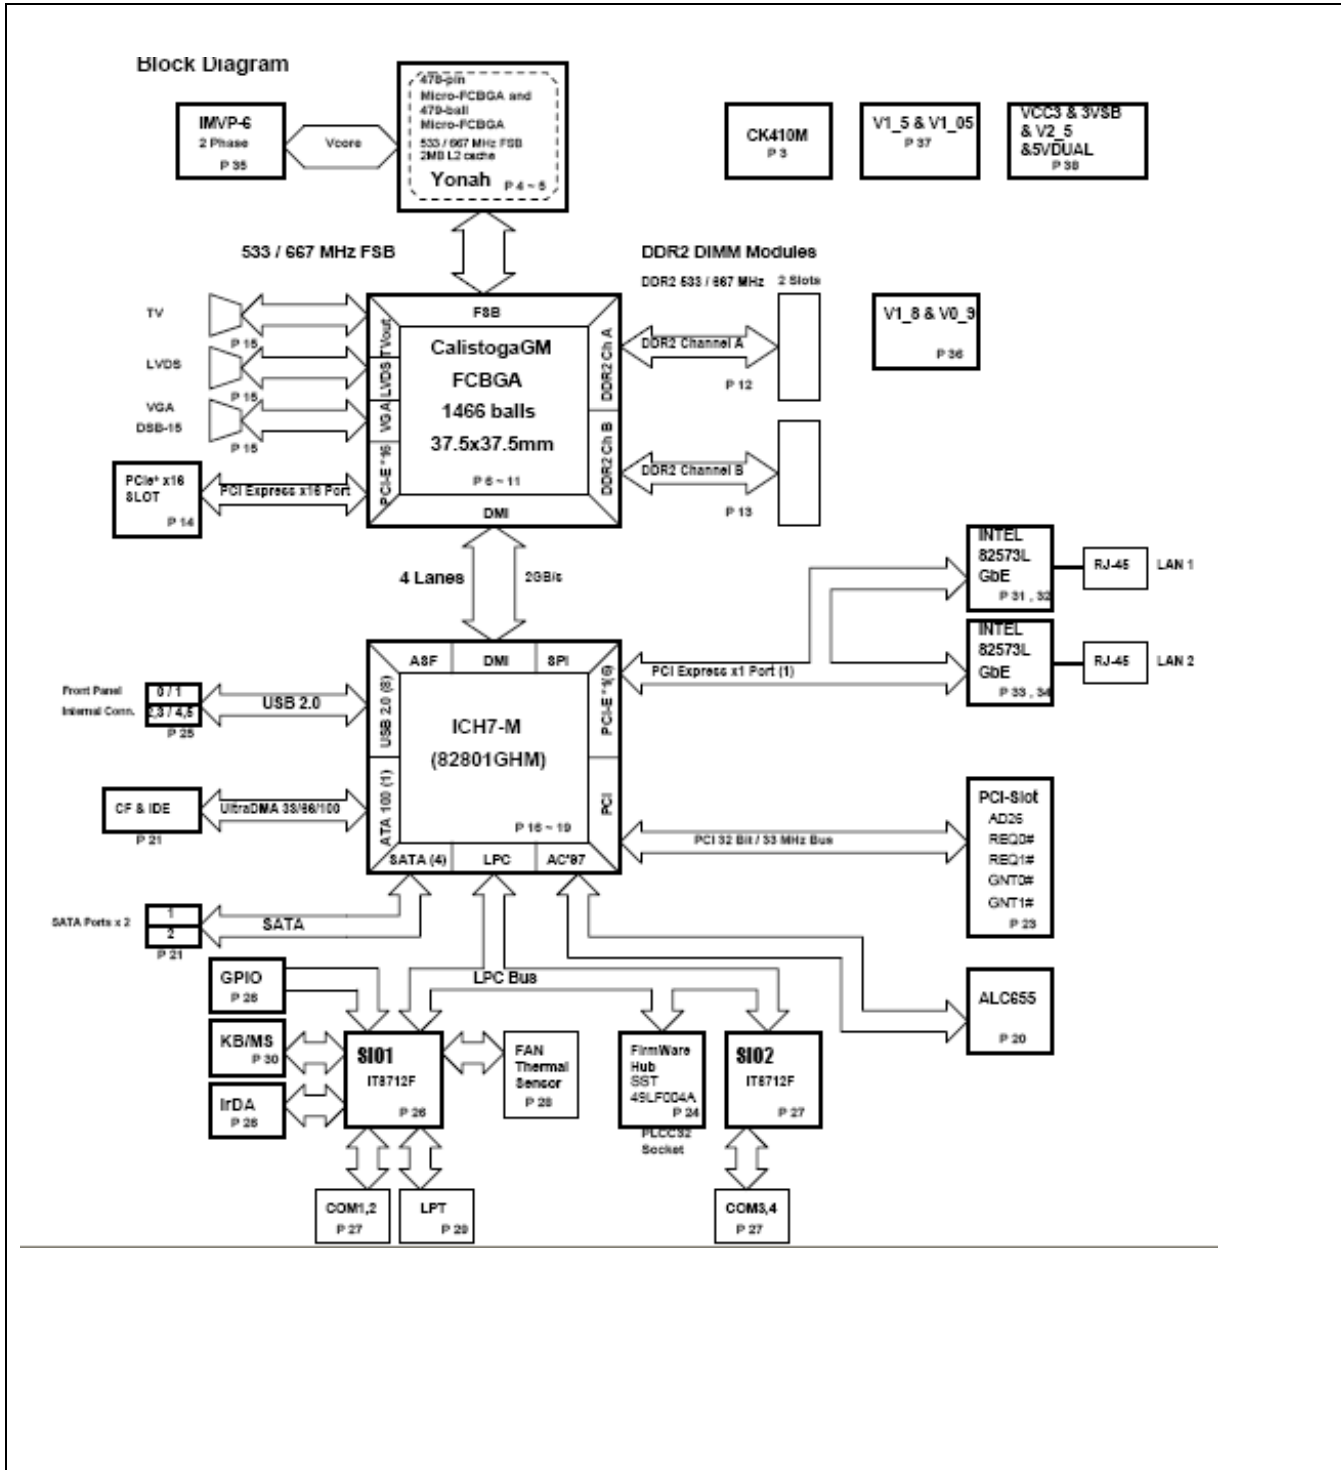 Block Diagram
IMVP-6
2 Phase
P 35
Vcore
478-pin
Micro-FCBGA and
479-ball
Micro-FCBGA
533 / 667 MHz FSB
2MB L2 cache
Yonah P 4 ~ 5
CK410M
P 3
V1_5 & V1_05
P 37
VCC3 & 3VSB
& V2_5
&5VDUAL
P 38
533 / 667 MHz FSB
DDR2 DIMM Modules
DDR2 533 / 667 MHz 2 Slots
V1_8 & V0_9
P 36
TV
P 15
LVDS
P 15
VGA
DSB-15
P 15
PCIe* x16
SLOT
P 14
PCI Express x16 Port
FSB
TVout
LVDS
VGA
PCI-E *16
CalistogaGM
FCBGA
1466 balls
37.5x37.5mm
P 6 ~ 11
DMI
DDR2 Ch A
DDR2 Ch B
DDR2 Channel A
P 12
DDR2 Channel B
P 13
4 Lanes
2GB/s
INTEL
82573L
GbE
P 31 , 32
RJ-45
LAN 1
INTEL
82573L
GbE
P 33 , 34
RJ-45
LAN 2
PCI Express x1 Port (1)
ASF
DMI
SPI
USB 2.0 (8)
ATA 100 (1)
PCI-E *1(6)
PCI
ICH7-M
(82801GHM)
P 16 ~ 19
SATA (4)
LPC
AC'97
Front Panel
0 / 1
Internal Conn.
2,3 / 4,5
P 25
USB 2.0
CF & IDE
P 21
UltraDMA 33/66/100
PCI 32 Bit / 33 MHz Bus
PCI-Slot
AD26
REQ0#
REQ1#
GNT0#
GNT1#
P 23
SATA Ports x 2
1
2
P 21
SATA
LPC Bus
ALC655
P 20
GPIO
P 28
KB/MS
P 30
IrDA
P 28
SIO1
IT8712F
P 26
FAN
Thermal
Sensor
P 28
FirmWare
Hub
SST
49LF004A
P 24
PLCC32
Socket
SIO2
IT8712F
P 27
COM1,2
P 27
LPT
P 29
COM3,4
P 27